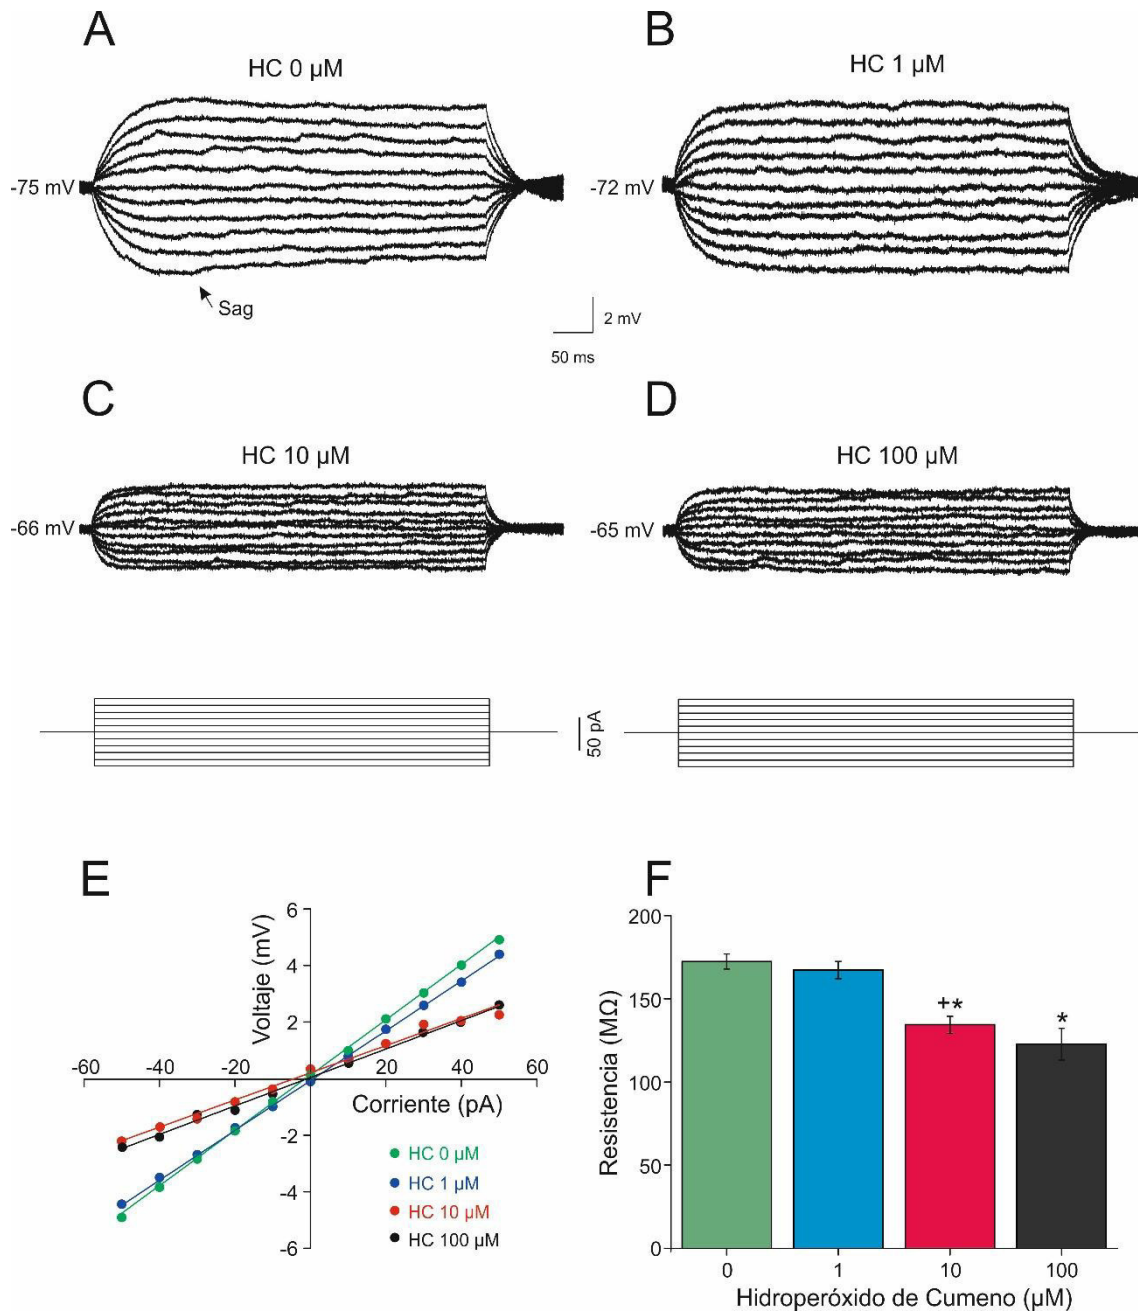 A
HC 0 µM
-75 mV
Sag
B
HC 1 µM
-72 mV
2 mV
50 ms
C
HC 10 µM
-66 mV
D
HC 100 µM
-65 mV
50 pA
E
Voltaje (mV)
6
4
2
-2
-4
-6
-60
-40
-20
20
40
60
Corriente (pA)
HC 0 µM
HC 1 µM
HC 10 µM
HC 100 µM
F
Resistencia (MΩ)
200
150
100
50
0
+*
*
0
1
10
100
Hidroperóxido de Cumeno (µM)